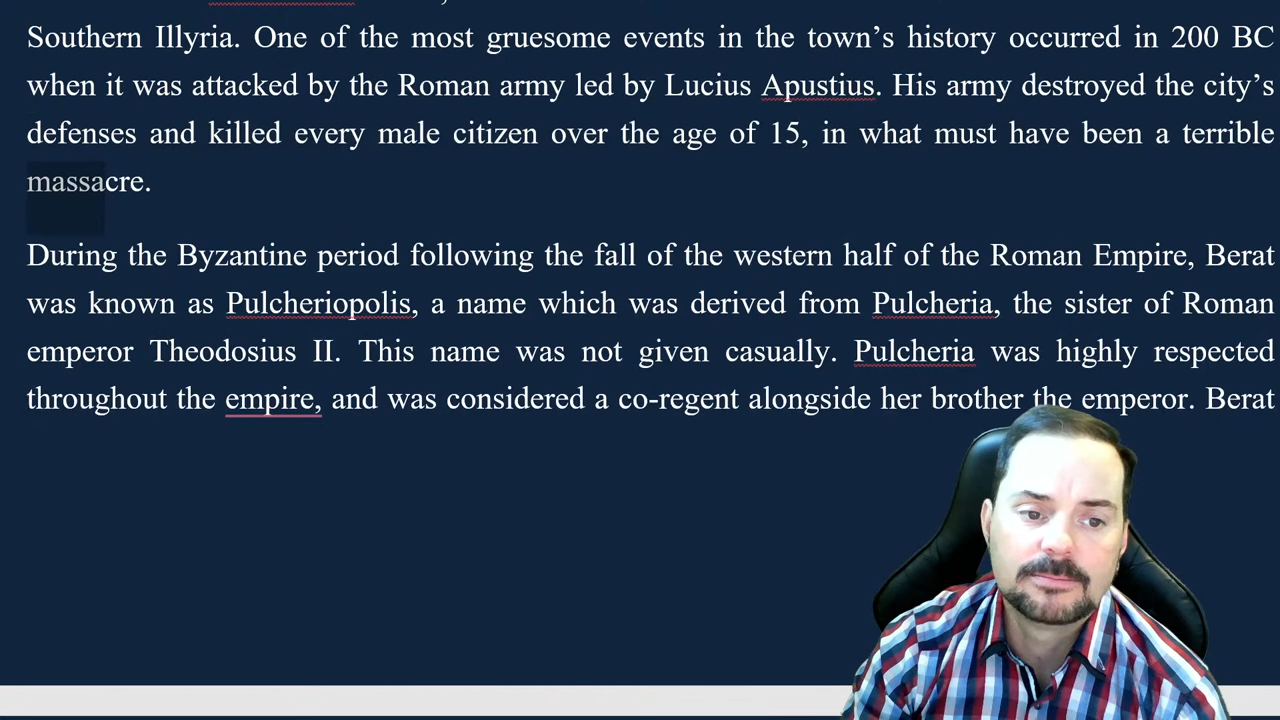 Southern Illyria. One of the most gruesome events in the town’s history occurred in 200 BC
when it was attacked by the Roman army led by Lucius Apustius. His army destroyed the city’s
defenses and killed every male citizen over the age of 15, in what must have been a terrible
massacre.
During the Byzantine period following the fall of the western half of the Roman Empire, Berat
was known as Pulcheriopolis, a name which was derived from Pulcheria, the sister of Roman
emperor Theodosius II. This name was not given casually. Pulcheria was highly respected
throughout the empire, and was considered a co-regent alongside her brother the emperor. Berat